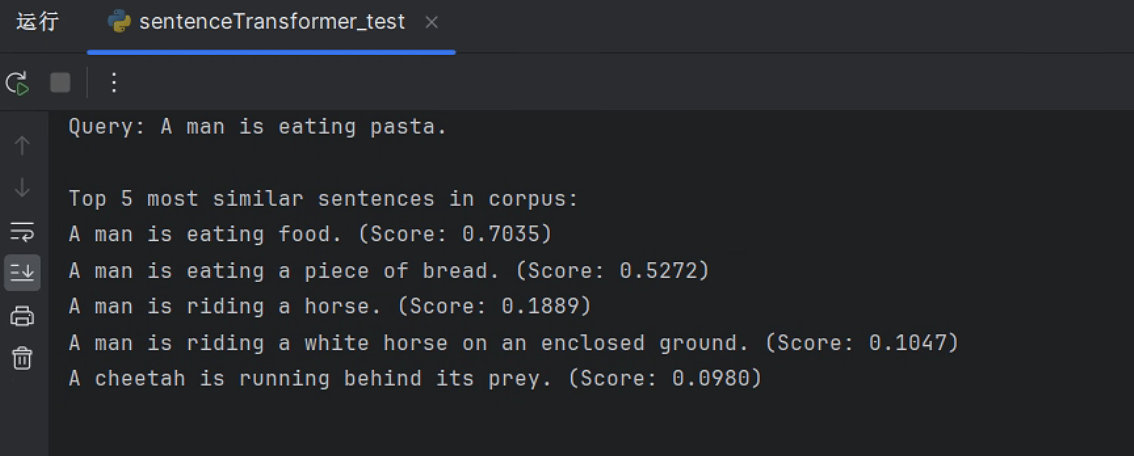 运行 sentenceTransformer_test
Query: A man is eating pasta.
Top 5 most similar sentences in corpus:
A man is eating food. (Score: 0.7035)
A man is eating a piece of bread. (Score: 0.5272)
A man is riding a horse. (Score: 0.1889)
A man is riding a white horse on an enclosed ground. (Score: 0.1047)
A cheetah is running behind its prey. (Score: 0.0980)